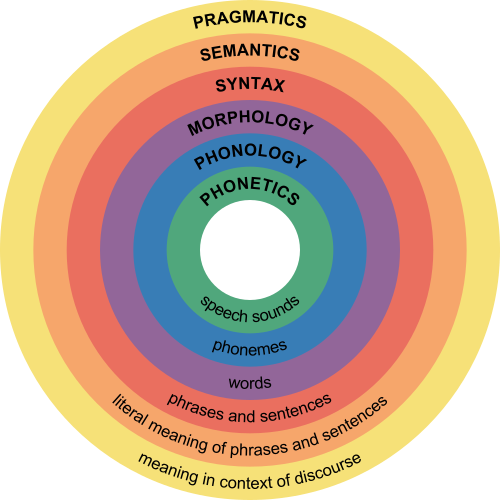 PRAGMATICS
SEMANTICS
SYNTAX
MORPHOLOGY
PHONOLOGY
PHONETICS
speech sounds
phonemes
words
phrases and sentences
literal meaning of phrases and sentences
meaning in context of discourse